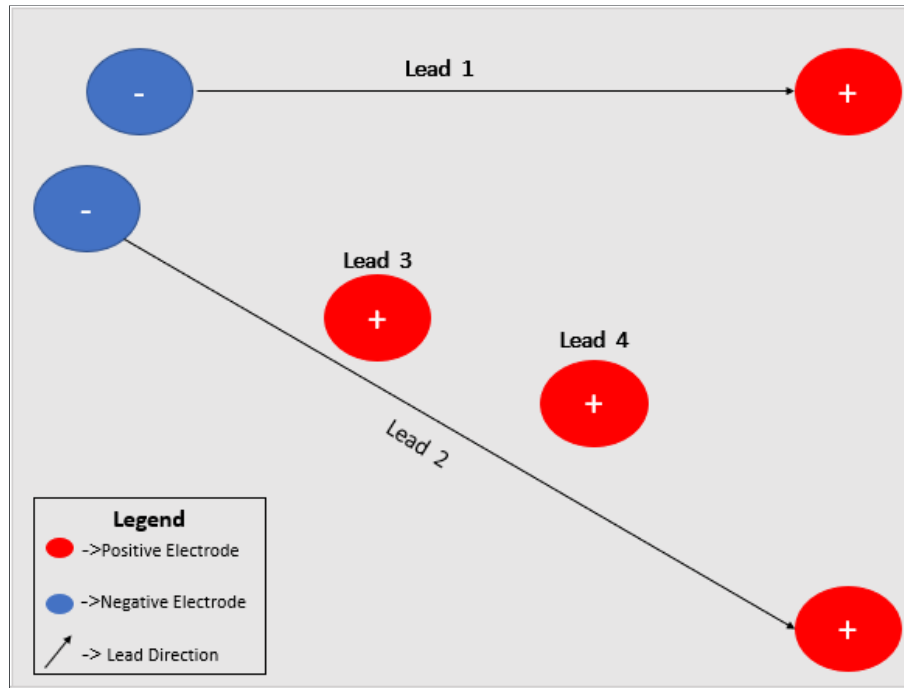 Lead 1
-
+
-
Lead 3
+
Lead 4
+
Lead 2
+
Legend
->Positive Electrode
->Negative Electrode
-> Lead Direction